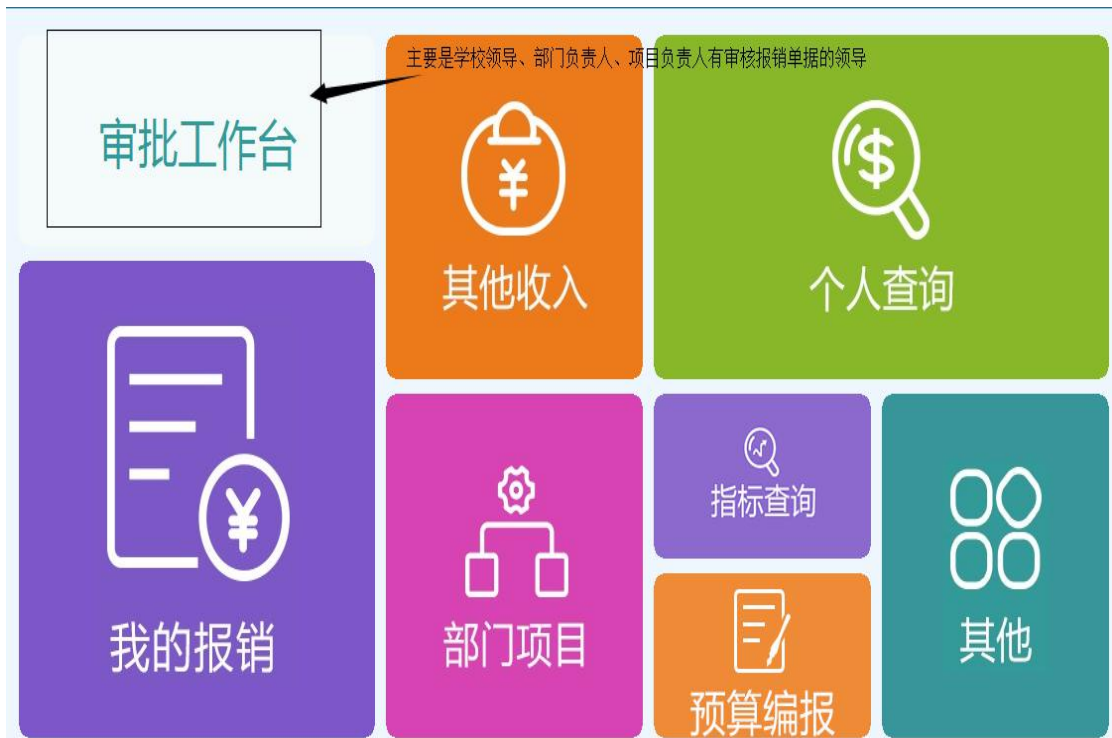 主要是学校领导、部门负责人、项目负责人有审核报销单据的领导
审批工作台
其他收入
个人查询
我的报销
部门项目
指标查询
预算编报
其他